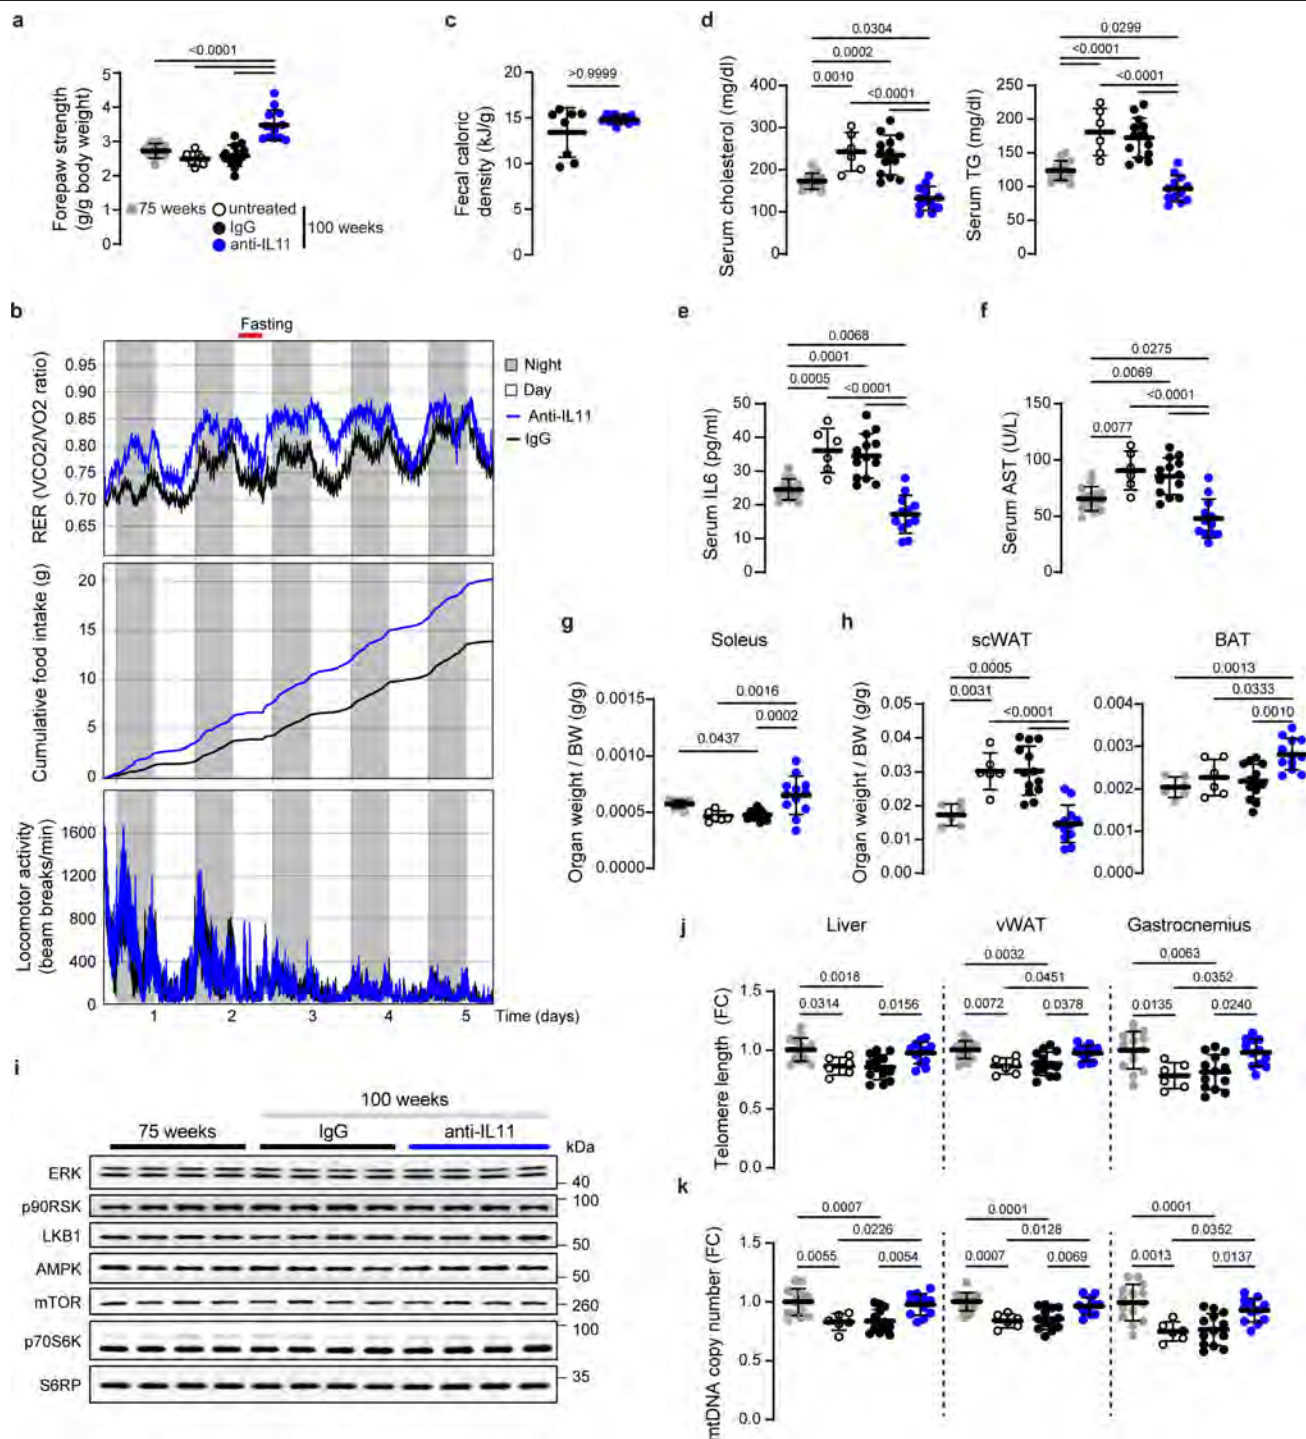 a
<0.0001
Forepaw strength
(g/g body weight)
5
4
3
2
1
0
75 weeks
untreated
IgG
anti-IL11
100 weeks
c
>0.9999
Fecal caloric
density (kJ/g)
20
15
10
5
0
d
0.0304
0.0002
0.0010
<0.0001
Serum cholesterol (mg/dl)
400
300
200
100
0
0.0299
<0.0001
<0.0001
Serum TG (mg/dl)
250
200
150
100
50
0
b
Fasting
RER (VCO2/VO2 ratio)
0.95
0.90
0.85
0.80
0.75
0.70
0.65
Night
Day
Anti-IL11
IgG
Cumulative food intake (g)
20
15
10
5
0
Locomotor activity
(beam breaks/min)
1600
1200
800
400
0
1 2 3 4 5 Time (days)
e
0.0068
0.0001
0.0005
<0.0001
Serum IL6 (pg/ml)
50
40
30
20
10
0
f
0.0275
0.0069
<0.0001
0.0077
Serum AST (U/L)
150
100
50
0
g
Soleus
0.0016
0.0002
0.0437
Organ weight / BW (g/g)
0.0015
0.0010
0.0005
0.0000
h
scWAT
0.0005
0.0031
<0.0001
Organ weight / BW (g/g)
0.05
0.04
0.03
0.02
0.01
0.00
BAT
0.0013
0.0333
0.0010
0.004
0.003
0.002
0.001
0.000
i
100 weeks
75 weeks IgG anti-IL11 kDa
ERK 40
p90RSK 100
LKB1 50
AMPK 50
mTOR 260
p70S6K 100
S6RP 35
j
Liver vWAT Gastrocnemius
0.0018
0.0314 0.0156
0.0032
0.0451
0.0072 0.0378
0.0063
0.0352
0.0135 0.0240
Telomere length (FC)
1.5
1.0
0.5
0.0
k
0.0007
0.0226
0.0055 0.0054
0.0001
0.0128
0.0007 0.0069
0.0001
0.0352
0.0013 0.0137
mtDNA copy number (FC)
1.5
1.0
0.5
0.0